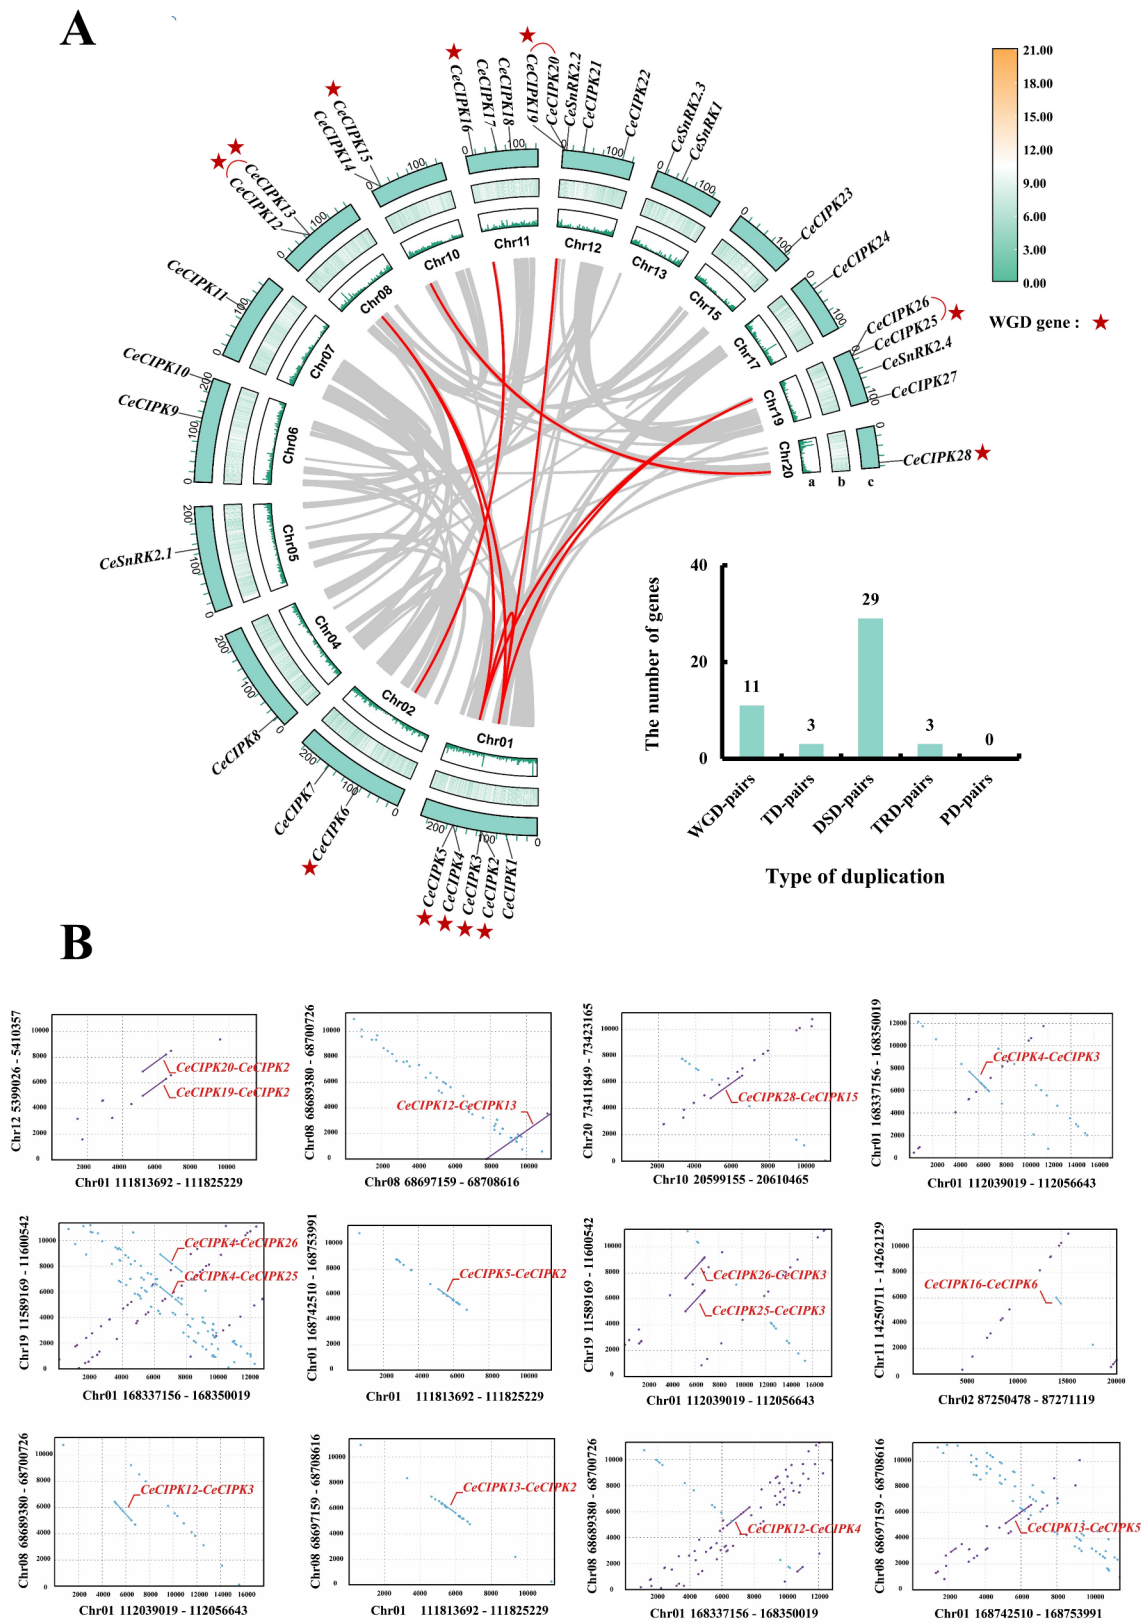 A
CeCIPK16
CeCIPK17
CeCIPK18
CeCIPK19
CeCIPK20
CeSnRK2.2
CeCIPK21
CeCIPK22
CeSnRK2.3
CeSnRK1
CeCIPK23
CeCIPK24
CeCIPK26
CeCIPK25
CeSnRK2.4
CeCIPK27
CeCIPK28
CeCIPK15
CeCIPK14
CeCIPK13
CeCIPK12
CeCIPK11
CeCIPK10
CeCIPK9
CeSnRK2.1
CeCIPK8
CeCIPK7
CeCIPK6
CeCIPK5
CeCIPK4
CeCIPK3
CeCIPK2
CeCIPK1
Chr01
Chr02
Chr04
Chr05
Chr06
Chr07
Chr08
Chr10
Chr11
Chr12
Chr13
Chr15
Chr17
Chr19
Chr20
a b c
21.00
18.00
15.00
12.00
9.00
6.00
3.00
0.00
WGD gene :
The number of genes
40
20
0
11
3
29
3
0
WGD-pairs
TD-pairs
DSD-pairs
TRD-pairs
PD-pairs
Type of duplication
B
Chr12 5399026 - 5410357
CeCIPK20-CeCIPK2
CeCIPK19-CeCIPK2
Chr01 111813692 - 111825229
Chr08 68689380 - 68700726
CeCIPK12-CeCIPK13
Chr08 68697159 - 68708616
Chr20 73411849 - 73423165
CeCIPK28-CeCIPK15
Chr10 20599155 - 20610465
Chr01 168337156 - 168350019
CeCIPK4-CeCIPK3
Chr01 112039019 - 112056643
Chr19 11589169 - 11600542
CeCIPK4-CeCIPK26
CeCIPK4-CeCIPK25
Chr01 168337156 - 168350019
Chr01 168742510 - 168753991
CeCIPK5-CeCIPK2
Chr01 111813692 - 111825229
Chr19 11589169 - 11600542
CeCIPK26-CeCIPK3
CeCIPK25-CeCIPK3
Chr01 112039019 - 112056643
Chr11 14250711 - 14262129
CeCIPK16-CeCIPK6
Chr02 87250478 - 87271119
Chr08 68689380 - 68700726
CeCIPK12-CeCIPK3
Chr01 112039019 - 112056643
Chr08 68697159 - 68708616
CeCIPK13-CeCIPK2
Chr01 111813692 - 111825229
Chr08 68689380 - 68700726
CeCIPK12-CeCIPK4
Chr01 168337156 - 168350019
Chr08 68697159 - 68708616
CeCIPK13-CeCIPK5
Chr01 168742510 - 168753991